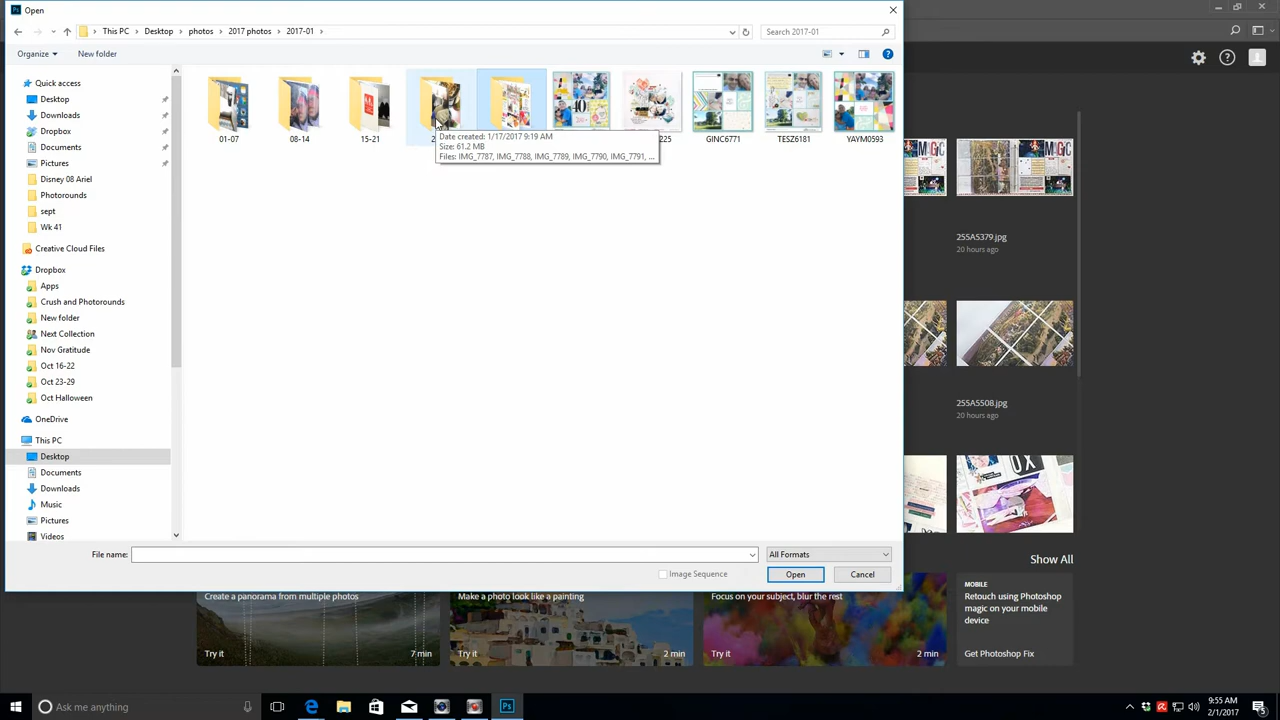 Ps Open
This PC > Desktop > photos > 2017 photos > 2017-01 >
Search 2017-01
Organize
New folder
Quick access
Desktop
Downloads
Dropbox
Documents
Pictures
Disney 08 Ariel
Photorounds
sept
Wk 41
Creative Cloud Files
Dropbox
Apps
Crush and Photorounds
New folder
Next Collection
Nov Gratitude
Oct 16-22
Oct 23-29
Oct Halloween
OneDrive
This PC
Desktop
Documents
Downloads
Music
Pictures
Videos
01-07
08-14
15-21
GINC6771
TESZ6181
YAYM0593
Date created: 1/17/2017 9:19 AM
Size: 61.2 MB
Files: IMG_7787, IMG_7788, IMG_7789, IMG_7790, IMG_7791, ...
File name:
All Formats
Image Sequence
Open
Cancel
MAGIC
MAGIC
255A5379.jpg
20 hours ago
255A5508.jpg
20 hours ago
Show All
Create a panorama from multiple photos
Try it
7 min
Make a photo look like a painting
Try it
2 min
Focus on your subject, blur the rest
Try it
2 min
MOBILE
Retouch using Photoshop
magic on your mobile
device
Get Photoshop Fix
Ask me anything
Ps
9:55 AM
2/1/2017